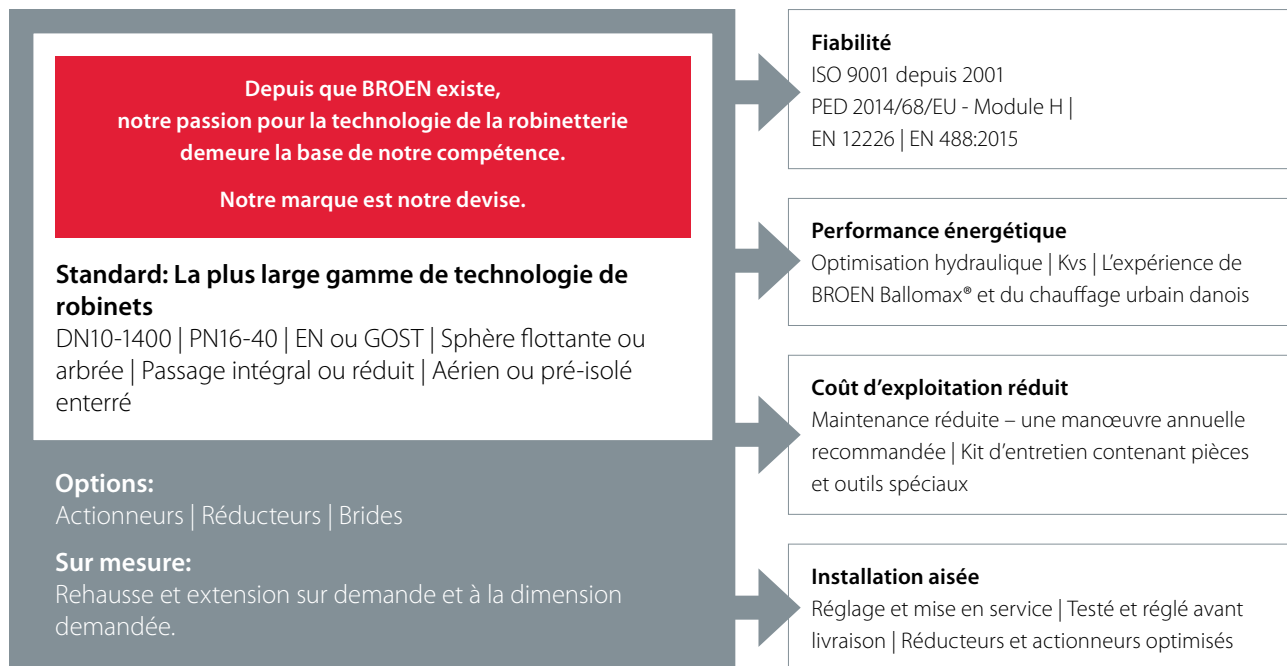 Depuis que BROEN existe,
notre passion pour la technologie de la robinetterie
demeure la base de notre compétence.
Notre marque est notre devise.
Standard: La plus large gamme de technologie de
robinets
DN10-1400 | PN16-40 | EN ou GOST | Sphère flottante ou
arbrée | Passage intégral ou réduit | Aérien ou pré-isolé
enterré
Options:
Actionneurs | Réducteurs | Brides
Sur mesure:
Rehausse et extension sur demande et à la dimension
demandée.
Fiabilité
ISO 9001 depuis 2001
PED 2014/68/EU - Module H |
EN 12226 | EN 488:2015
Performance énergétique
Optimisation hydraulique | Kvs | L’expérience de
BROEN Ballomax® et du chauffage urbain danois
Coût d’exploitation réduit
Maintenance réduite – une manœuvre annuelle
recommandée | Kit d’entretien contenant pièces
et outils spéciaux
Installation aisée
Réglage et mise en service | Testé et réglé avant
livraison | Réducteurs et actionneurs optimisés